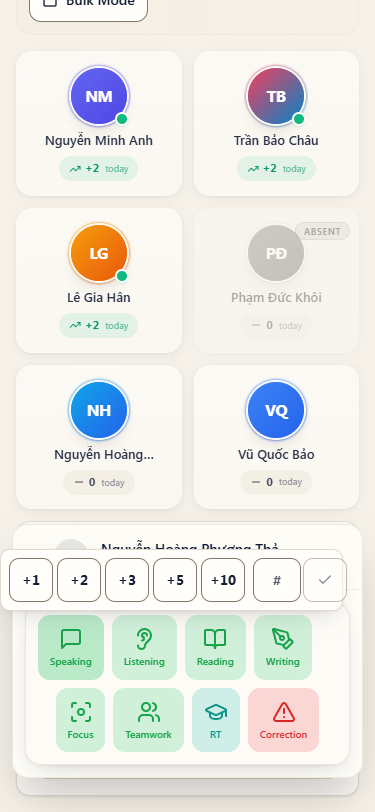 Bulk Mode
NM
TB
Nguyễn Minh Anh
Trần Bảo Châu
+2 today
+2 today
LG
PĐ
ABSENT
Lê Gia Hân
Phạm Đức Khôi
+2 today
0 today
NH
VQ
Nguyễn Hoàng...
Vũ Quốc Bảo
0 today
0 today
Nguyễn Hoàng Phương Thả
+1 +2 +3 +5 +10 #
Speaking Listening Reading Writing
Focus Teamwork RT Correction